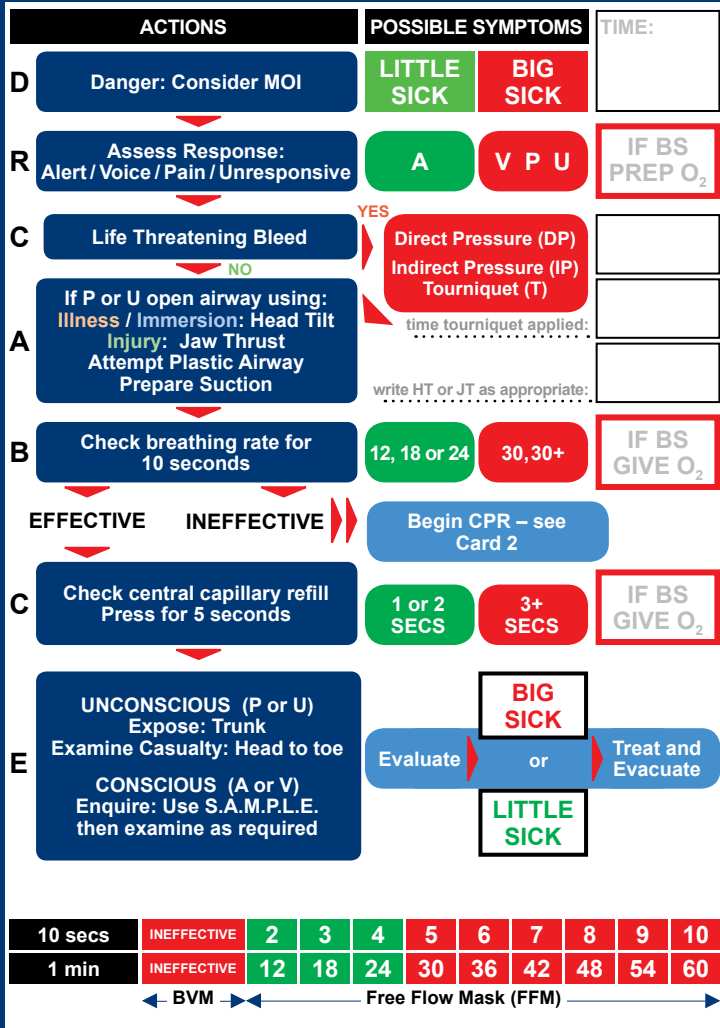 ACTIONS
POSSIBLE SYMPTOMS
TIME:
D
Danger: Consider MOI
LITTLE
SICK
BIG
SICK
R
Assess Response:
Alert / Voice / Pain / Unresponsive
A
V P U
IF BS
PREP O₂
C
Life Threatening Bleed
YES
NO
Direct Pressure (DP)
Indirect Pressure (IP)
Tourniquet (T)
A
If P or U open airway using:
Illness / Immersion: Head Tilt
Injury: Jaw Thrust
Attempt Plastic Airway
Prepare Suction
time tourniquet applied:
write HT or JT as appropriate:
B
Check breathing rate for
10 seconds
12, 18 or 24
30, 30+
IF BS
GIVE O₂
EFFECTIVE
INEFFECTIVE
Begin CPR – see
Card 2
C
Check central capillary refill
Press for 5 seconds
1 or 2
SECS
3+
SECS
IF BS
GIVE O₂
E
UNCONSCIOUS (P or U)
Expose: Trunk
Examine Casualty: Head to toe
CONSCIOUS (A or V)
Enquire: Use S.A.M.P.L.E.
then examine as required
Evaluate
BIG
SICK
or
LITTLE
SICK
Treat and
Evacuate
10 secs INEFFECTIVE 2 3 4 5 6 7 8 9 10
1 min INEFFECTIVE 12 18 24 30 36 42 48 54 60
BVM
Free Flow Mask (FFM)